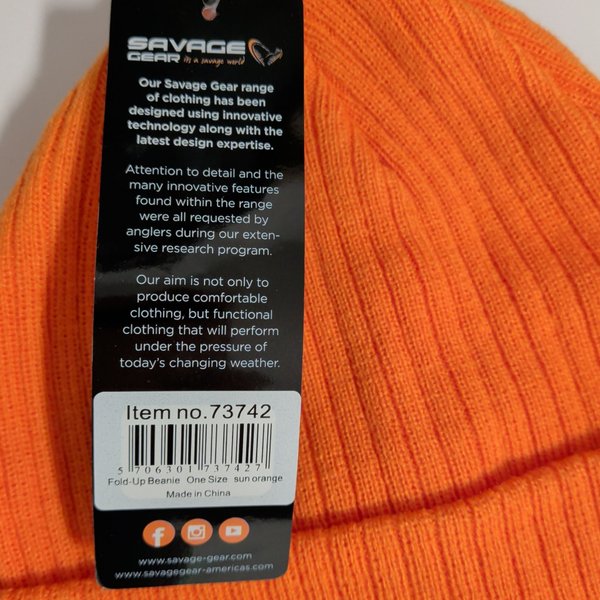 SAVAGE
GEAR its a savage world
Our Savage Gear range
of clothing has been
designed using innovative
technology along with the
latest design expertise.
Attention to detail and the
many innovative features
found within the range
were all requested by
anglers during our exten-
sive research program.
Our aim is not only to
produce comfortable
clothing, but functional
clothing that will perform
under the pressure of
today's changing weather.
Item no.73742
5 706301 737427
Fold-Up Beanie One Size sun orange
Made in China
www.savage-gear.com
www.savagegear-americas.com